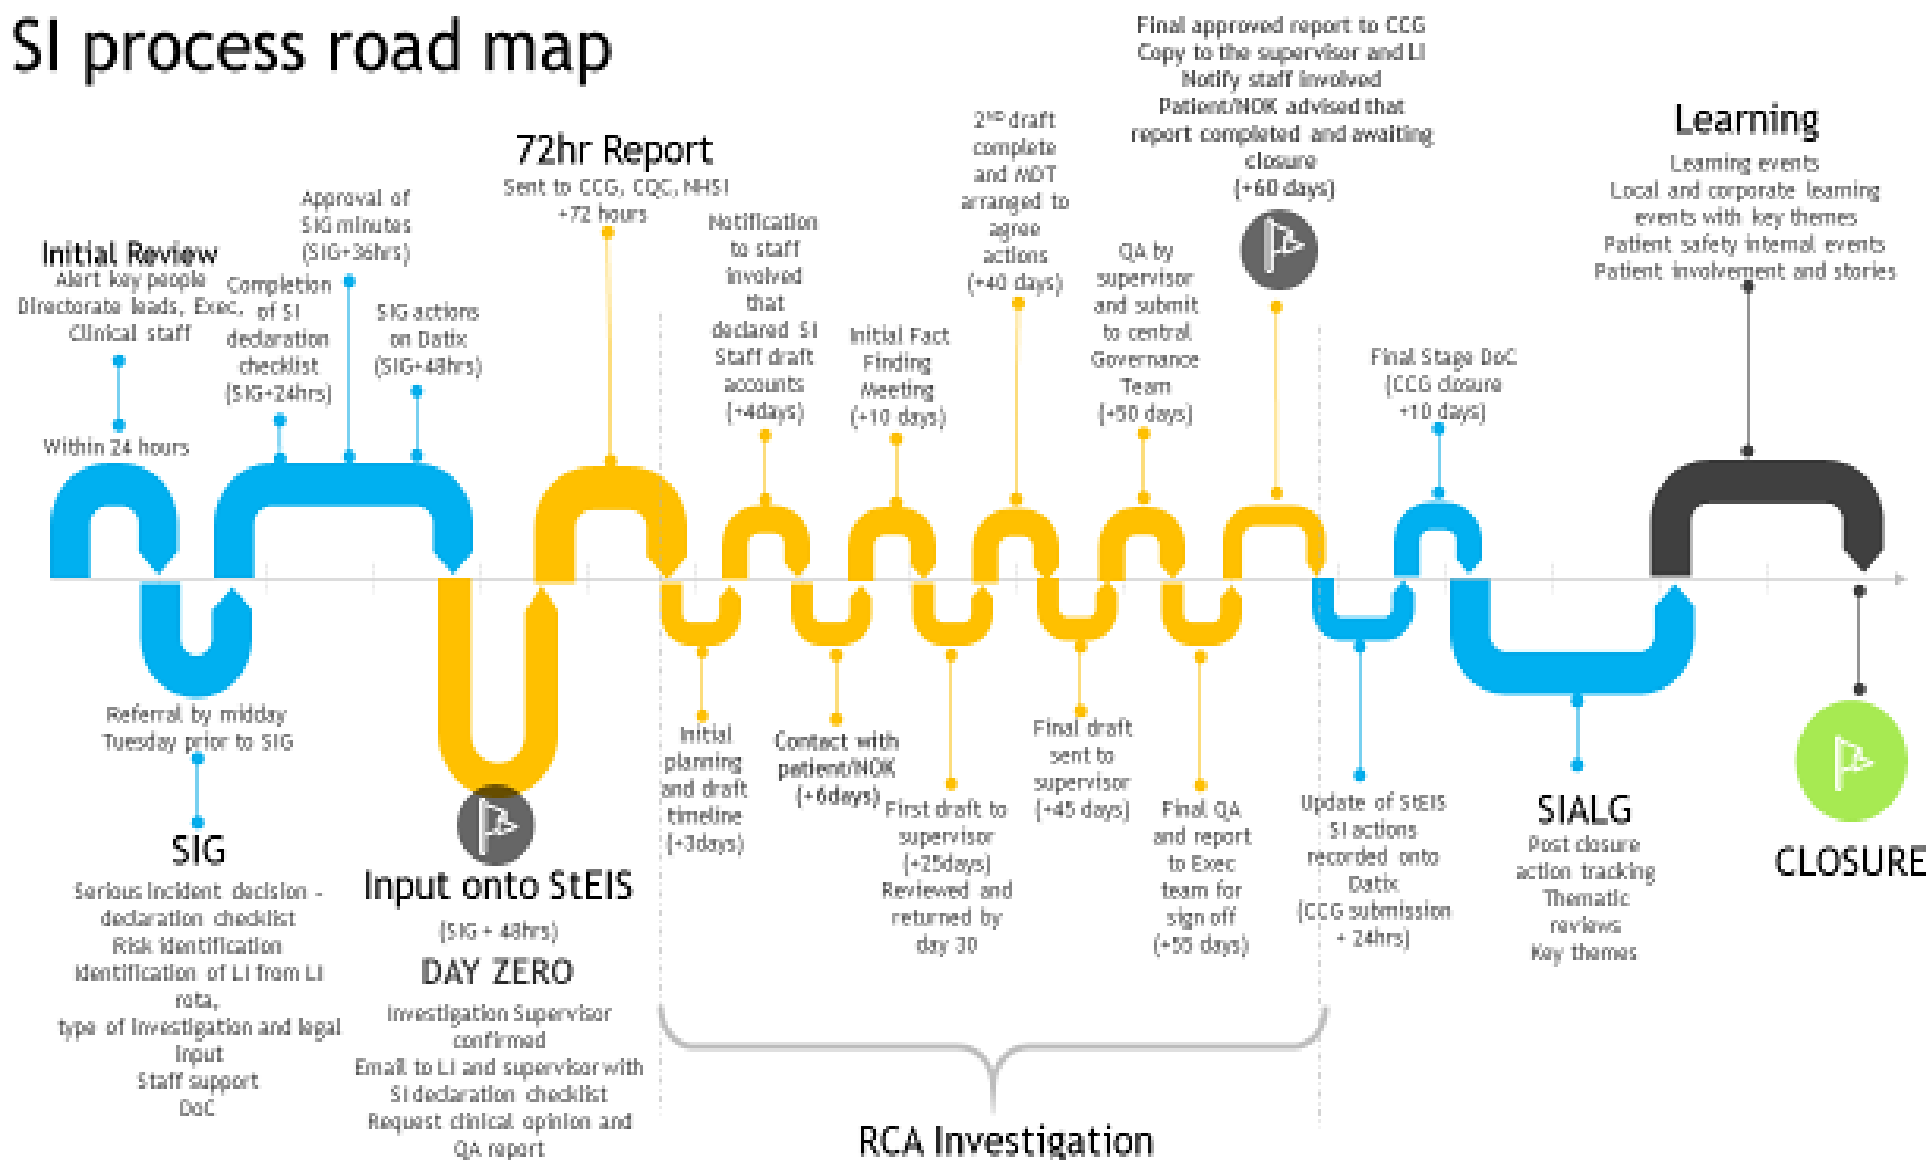 SI process road map
Initial Review
Alert key people
Directorate leads, Exec,
Clinical staff
Within 24 hours
Referral by midday
Tuesday prior to SIG
SIG
Serious incident decision -
declaration checklist
Risk identification
Identification of LI from LI
rota,
type of investigation and legal
input
Staff support
DoC
Completion
of SI
declaration
checklist
(SIG+24hrs)
Approval of
SIG minutes
(SIG+36hrs)
SIG actions
on Datix
(SIG+48hrs)
Input onto StEIS
(SIG + 48hrs)
DAY ZERO
Investigation Supervisor
confirmed
Email to LI and supervisor with
SI declaration checklist
Request clinical opinion and
QA report
72hr Report
Sent to CCG, CQC, NHSI
+72 hours
Initial
planning
and draft
timeline
(+3days)
Notification
to staff
involved
that
declared SI
Staff draft
accounts
(+4days)
Contact with
patient/NOK
(+6days)
Initial Fact
Finding
Meeting
(+10 days)
First draft to
supervisor
(+25days)
Reviewed and
returned by
day 30
2ND draft
complete
and MDT
arranged to
agree
actions
(+40 days)
Final draft
sent to
supervisor
(+45 days)
QA by
supervisor
and submit
to central
Governance
Team
(+50 days)
Final QA
and report
to Exec
team for
sign off
(+55 days)
Final approved report to CCG
Copy to the supervisor and LI
Notify staff involved
Patient/NOK advised that
report completed and awaiting
closure
(+60 days)
RCA Investigation
Update of StEIS
SI actions
recorded onto
Datix
(CCG submission
+ 24hrs)
Final Stage DoC
(CCG closure
+10 days)
SIALG
Post closure
action tracking
Thematic
reviews
Key themes
Learning
Learning events
Local and corporate learning
events with key themes
Patient safety internal events
Patient involvement and stories
CLOSURE